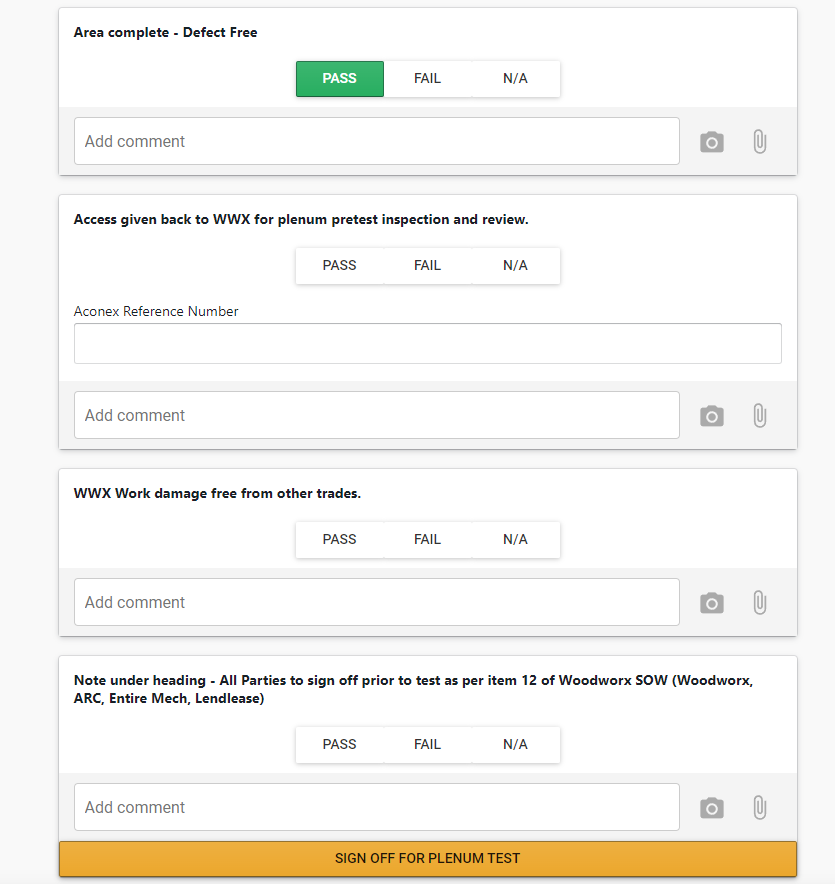 Area complete - Defect Free
PASS FAIL N/A
Add comment
Access given back to WWX for plenum pretest inspection and review.
PASS FAIL N/A
Aconex Reference Number
Add comment
WWX Work damage free from other trades.
PASS FAIL N/A
Add comment
Note under heading - All Parties to sign off prior to test as per item 12 of Woodworx SOW (Woodworx,
ARC, Entire Mech, Lendlease)
PASS FAIL N/A
Add comment
SIGN OFF FOR PLENUM TEST